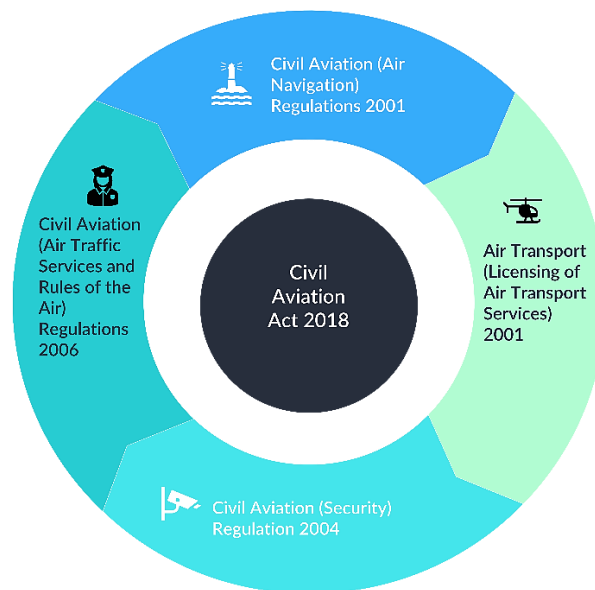 Civil Aviation (Air
Navigation)
Regulations 2001
Air Transport
(Licensing of
Air Transport
Services)
2001
Civil Aviation (Security)
Regulation 2004
Civil Aviation
(Air Traffic
Services and
Rules of the
Air)
Regulations
2006
Civil
Aviation
Act 2018